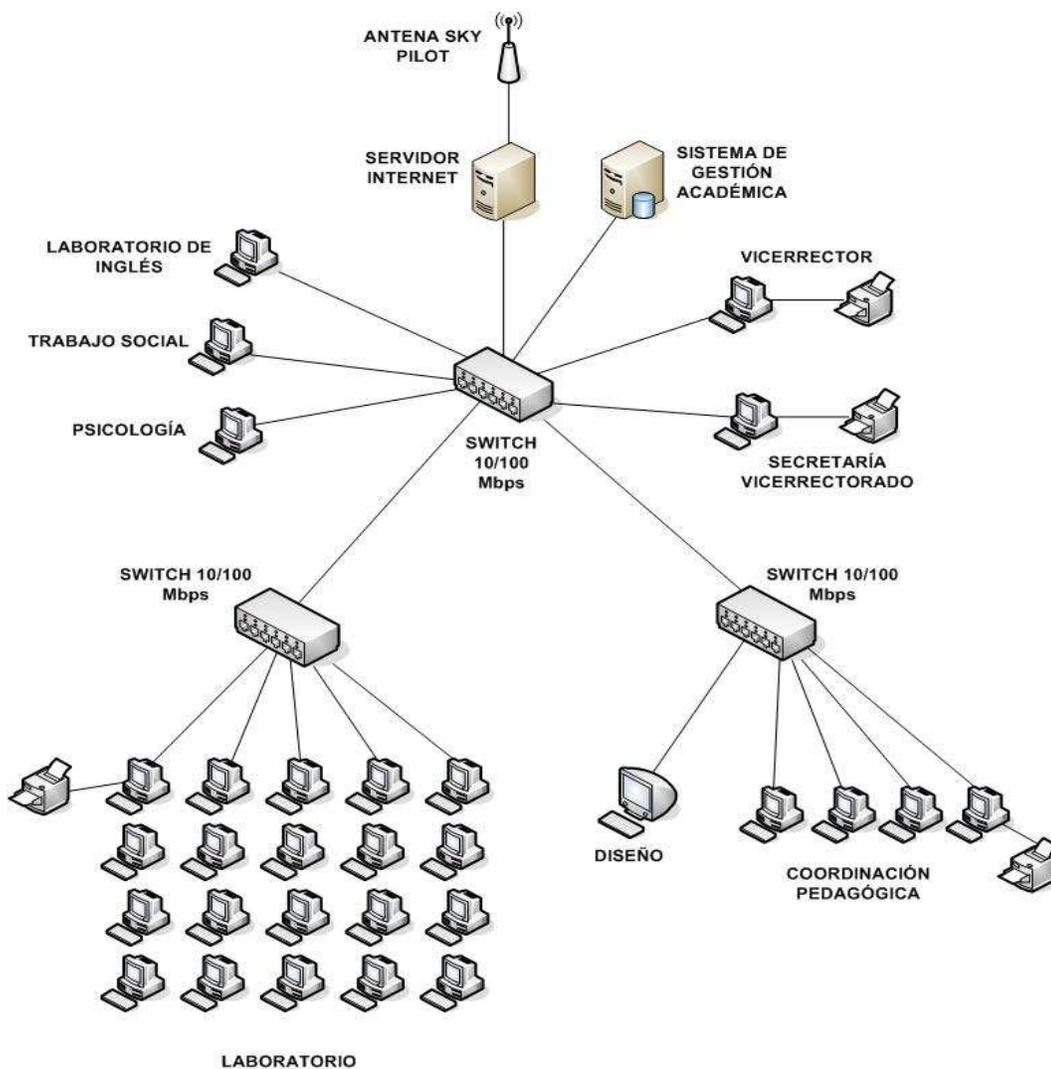 ANTENA SKY
PILOT
SERVIDOR
INTERNET
SISTEMA DE
GESTIÓN
ACADÉMICA
LABORATORIO DE
INGLÉS
VICERRECTOR
TRABAJO SOCIAL
PSICOLOGÍA
SWITCH
10/100
Mbps
SECRETARÍA
VICERRECTORADO
SWITCH 10/100
Mbps
SWITCH 10/100
Mbps
DISEÑO
COORDINACIÓN
PEDAGÓGICA
LABORATORIO